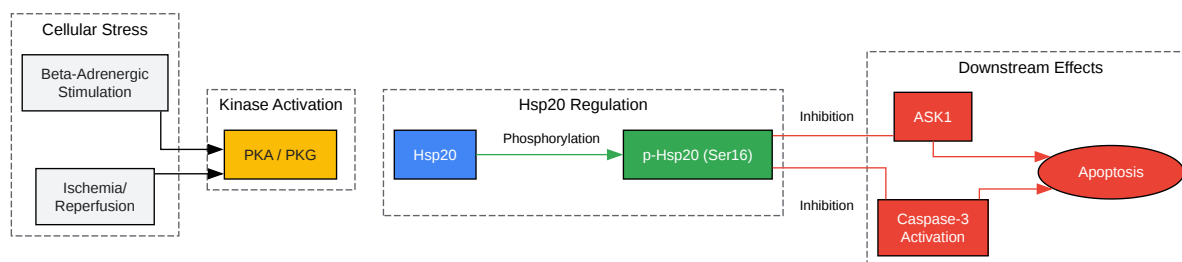 Cellular Stress
Beta-Adrenergic
Stimulation
Ischemia/
Reperfusion
Kinase Activation
PKA / PKG
Hsp20 Regulation
Hsp20
Phosphorylation
p-Hsp20 (Ser16)
Inhibition
Inhibition
Downstream Effects
ASK1
Caspase-3
Activation
Apoptosis